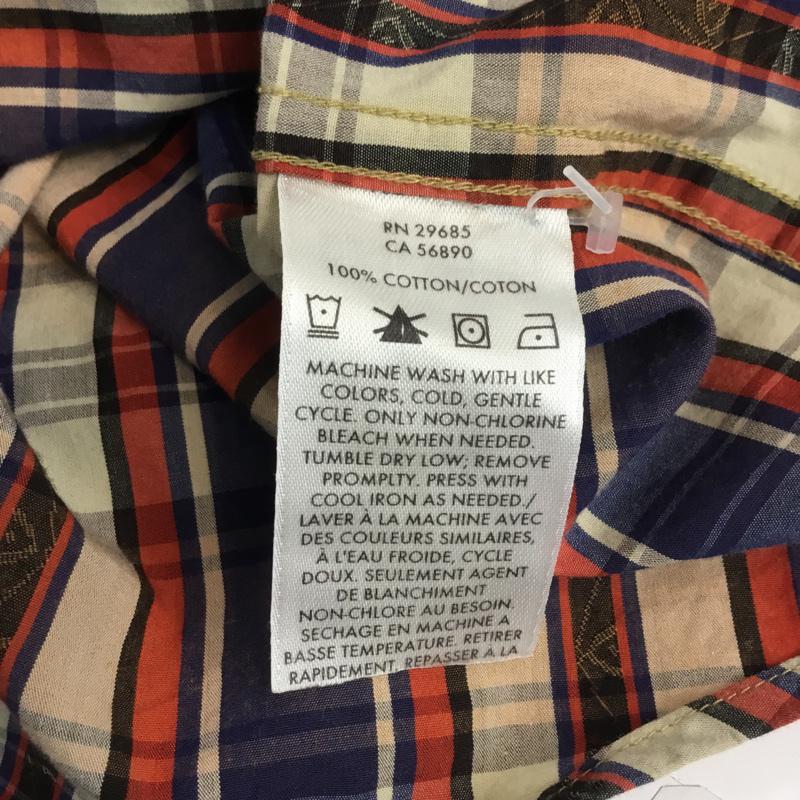 RN 29685
CA 56890
100% COTTON/COTON
MACHINE WASH WITH LIKE
COLORS, COLD, GENTLE
CYCLE. ONLY NON-CHLORINE
BLEACH WHEN NEEDED.
TUMBLE DRY LOW; REMOVE
PROMPTLY. PRESS WITH
COOL IRON AS NEEDED./
LAVER À LA MACHINE AVEC
DES COULEURS SIMILAIRES,
À L'EAU FROIDE, CYCLE
DOUX. SEULEMENT AGENT
DE BLANCHIMENT
NON-CHLORE AU BESOIN.
SECHAGE EN MACHINE A
BASSE TEMPERATURE. RETIRER
RAPIDEMENT. REPASSER À LA